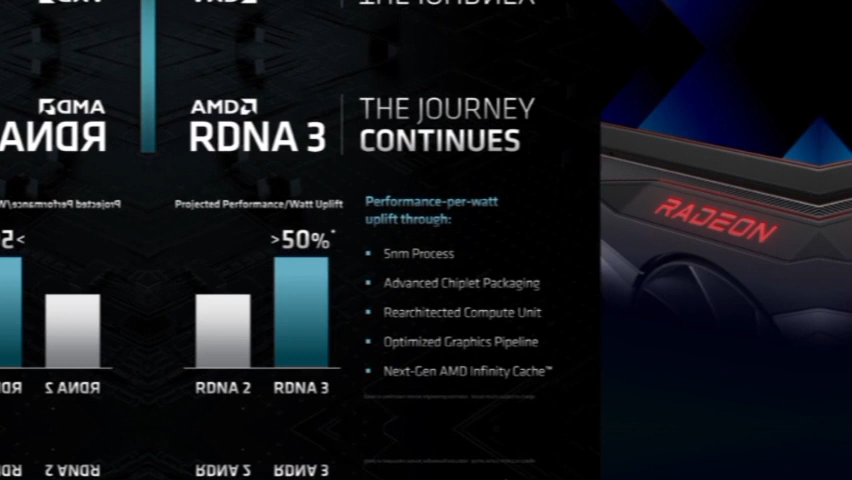 AMD
RDNA 3
THE JOURNEY
CONTINUES
Projected Performance/Watt Uplift
>50%*
RDNA 2
RDNA 3
Performance-per-watt
uplift through:
▪ 5nm Process
▪ Advanced Chiplet Packaging
▪ Rearchitected Compute Unit
▪ Optimized Graphics Pipeline
▪ Next-Gen AMD Infinity Cache™
RADEON